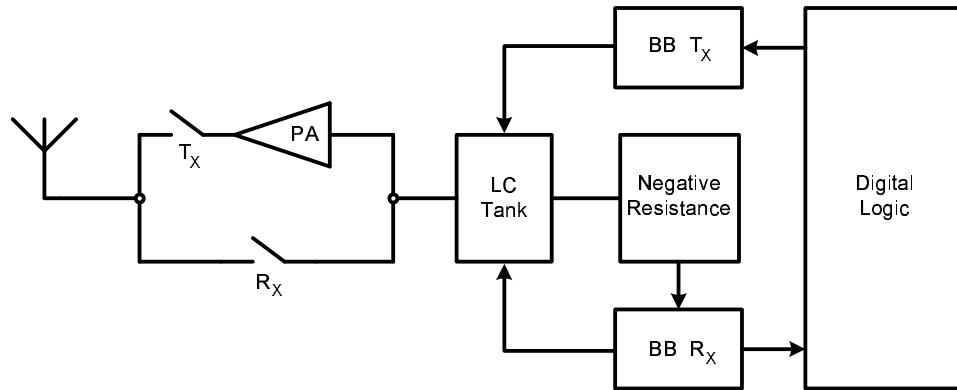 BB TX
PA
TX
LC
Tank
Negative
Resistance
Digital
Logic
RX
BB RX